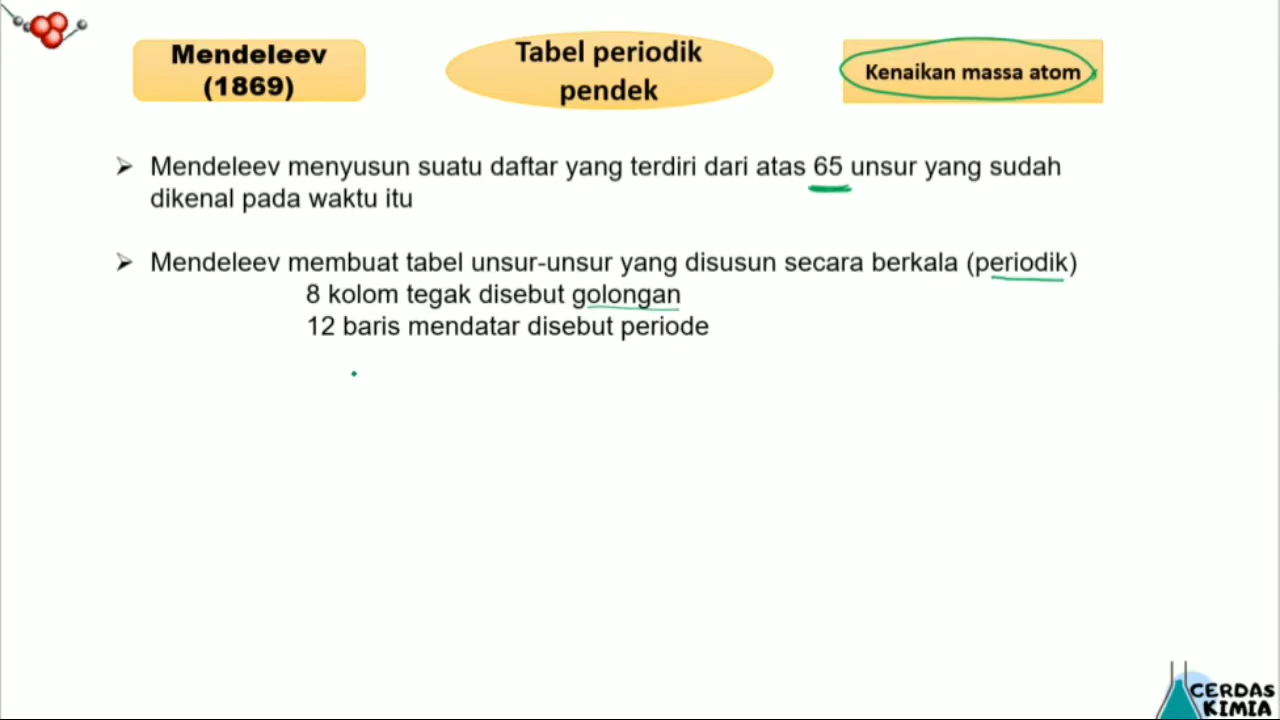 Mendeleev
(1869)
Tabel periodik
pendek
Kenaikan massa atom
Mendeleev menyusun suatu daftar yang terdiri dari atas 65 unsur yang sudah
dikenal pada waktu itu
Mendeleev membuat tabel unsur-unsur yang disusun secara berkala (periodik)
8 kolom tegak disebut golongan
12 baris mendatar disebut periode
CERDAS
KIMIA